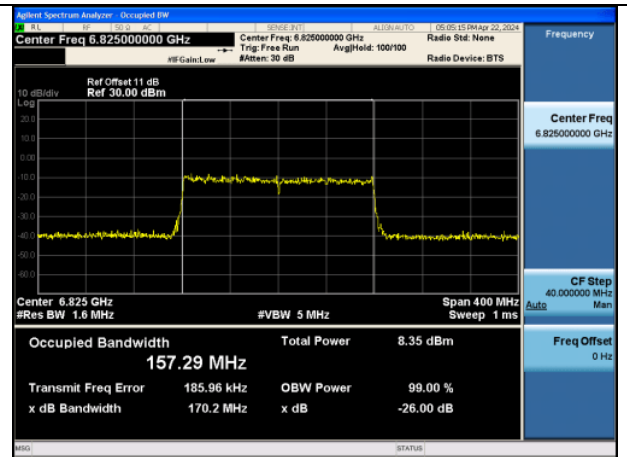 Agilent Spectrum Analyzer - Occupied BW
RL RF 50 Ω AC SENSE:INT ALIGN AUTO 05:05:15 PM Apr 22, 2024
Center Freq 6.825000000 GHz
Center Freq: 6.825000000 GHz
Radio Std: None
Trig: Free Run Avg|Hold: 100/100
#IFGain:Low #Atten: 30 dB Radio Device: BTS
Ref Offset 11 dB
10 dB/div Ref 30.00 dBm
Log
20.0
10.0
0.00
-10.0
-20.0
-30.0
-40.0
-50.0
-60.0
Center 6.825 GHz Span 400 MHz
#Res BW 1.6 MHz #VBW 5 MHz Sweep 1 ms
Occupied Bandwidth Total Power 8.35 dBm
157.29 MHz
Transmit Freq Error 185.96 kHz OBW Power 99.00 %
x dB Bandwidth 170.2 MHz x dB -26.00 dB
MSG STATUS
Frequency
Center Freq
6.825000000 GHz
CF Step
40.000000 MHz
Auto Man
Freq Offset
0 Hz